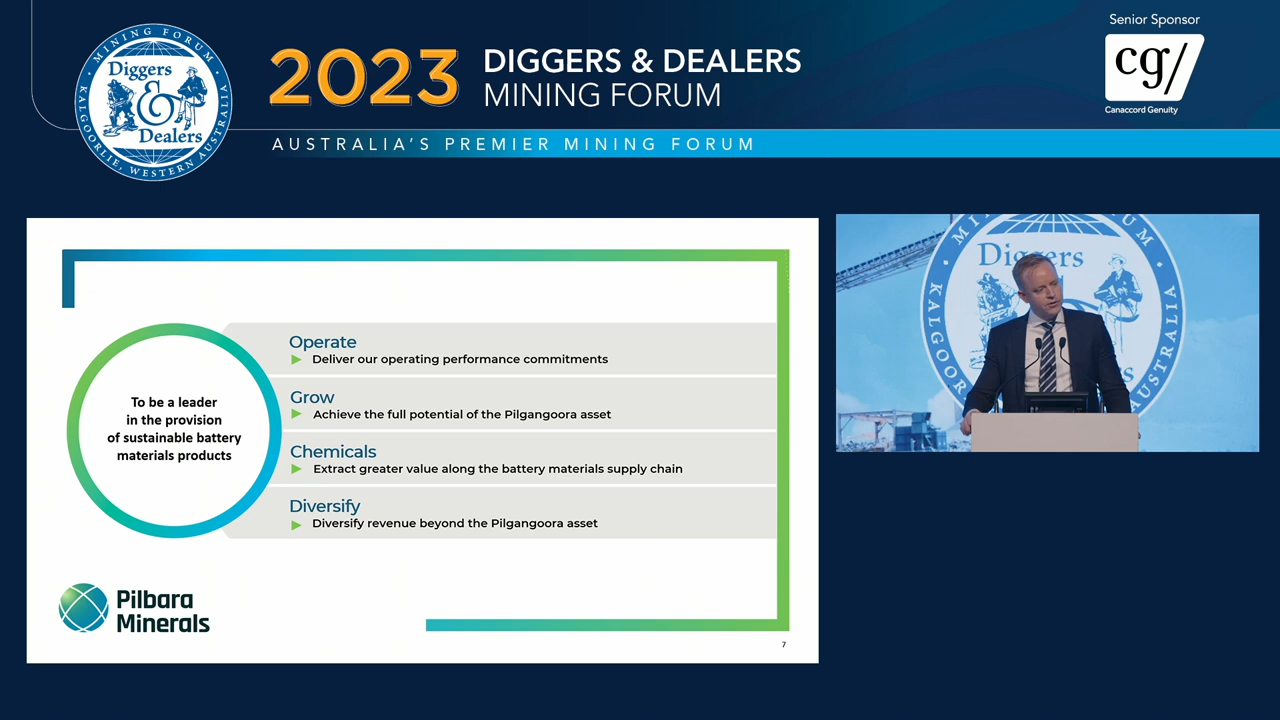 MINING FORUM
Diggers
&
Dealers
KALGOORLIE, WESTERN AUSTRALIA
2023 DIGGERS & DEALERS
MINING FORUM
AUSTRALIA'S PREMIER MINING FORUM
Senior Sponsor
cg/
Canaccord Genuity
To be a leader
in the provision
of sustainable battery
materials products
Operate
Deliver our operating performance commitments
Grow
Achieve the full potential of the Pilgangoora asset
Chemicals
Extract greater value along the battery materials supply chain
Diversify
Diversify revenue beyond the Pilgangoora asset
Pilbara
Minerals
7
Diggers